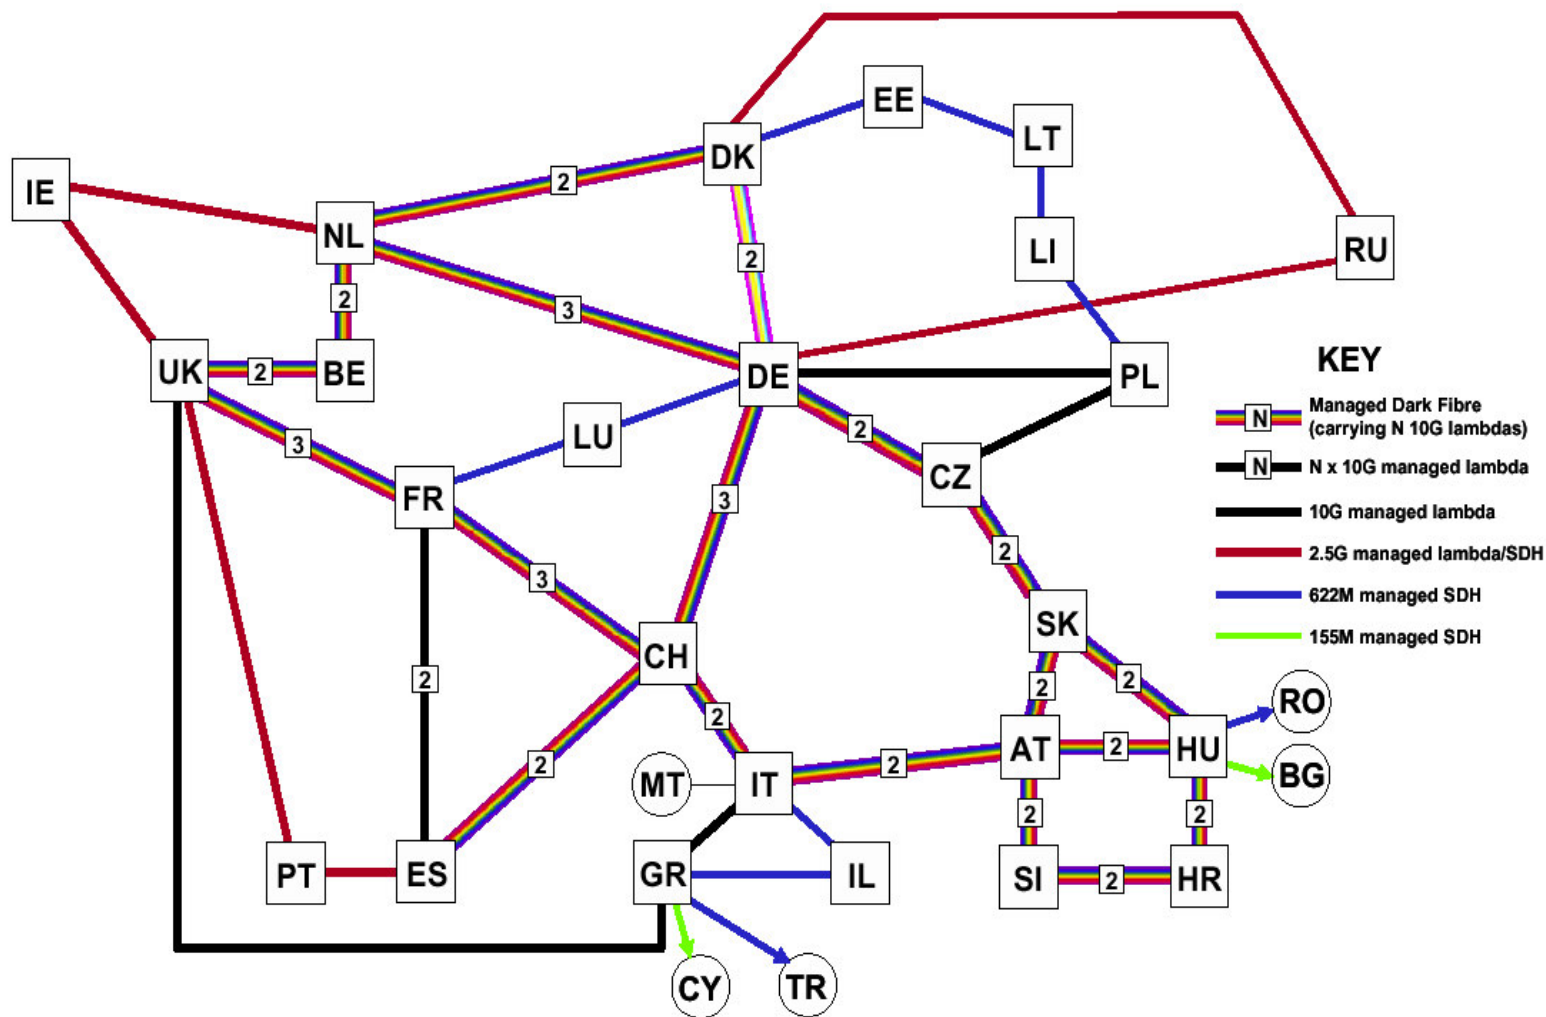 EE
LT
DK
IE
2
NL
LI
RU
2
2
3
UK
2
BE
DE
PL
KEY
N
Managed Dark Fibre
(carrying N 10G lambdas)
N
N x 10G managed lambda
10G managed lambda
2.5G managed lambda/SDH
622M managed SDH
155M managed SDH
LU
2
3
CZ
FR
3
2
3
SK
CH
2
2
2
2
RO
2
AT
2
HU
MT
IT
2
BG
2
2
2
PT
ES
GR
IL
SI
2
HR
CY
TR